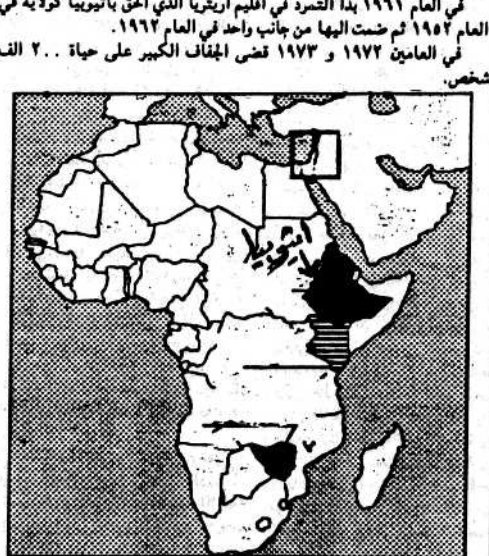 في العام ١٩٦١ بدأ التمرد في اقليم اريتريا الذي الحق باثيوبيا كولاية في
العام ١٩٥٢ ثم ضمت اليها من جانب واحد في العام ١٩٦٢.
في العامين ١٩٧٢ و ١٩٧٣ قضى الجفاف الكبير على حياة ٢٠٠ الف
شخص.
اثيوبيا